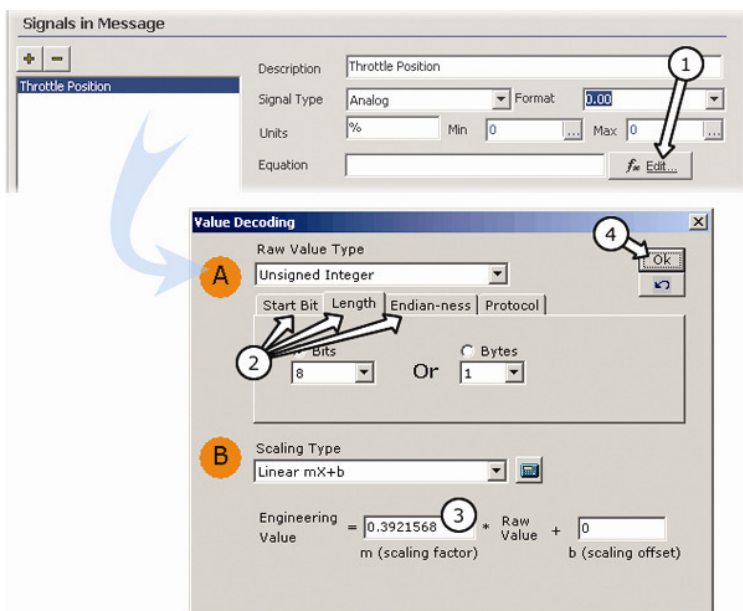 Signals in Message
+ −
Throttle Position
Description Throttle Position
1
Signal Type Analog Format 0.00
Units % Min 0 ... Max 0 ...
Equation fx Edit...
Value Decoding
4
A
Raw Value Type
Ok
Unsigned Integer
Start Bit Length Endian-ness Protocol
2
Bits Or Bytes
8 1
B
Scaling Type
Linear mX+b
Engineering Value = 0.3921568 3 * Raw Value + 0
m (scaling factor) b (scaling offset)